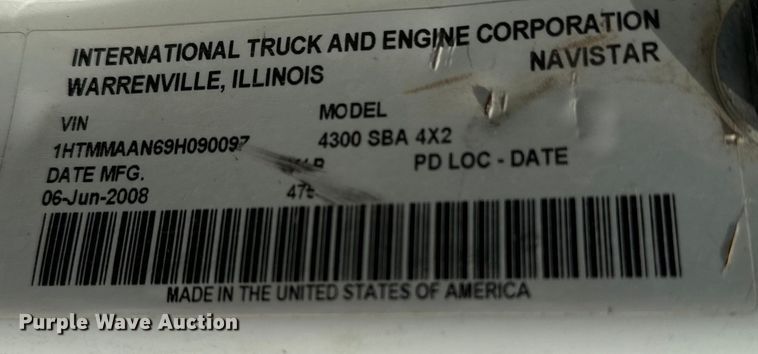 INTERNATIONAL TRUCK AND ENGINE CORPORATION
WARRENVILLE, ILLINOIS NAVISTAR
VIN MODEL
1HTMMAAN69H090097 4300 SBA 4X2
DATE MFG. PD LOC - DATE
06-Jun-2008
MADE IN THE UNITED STATES OF AMERICA
Purple Wave Auction